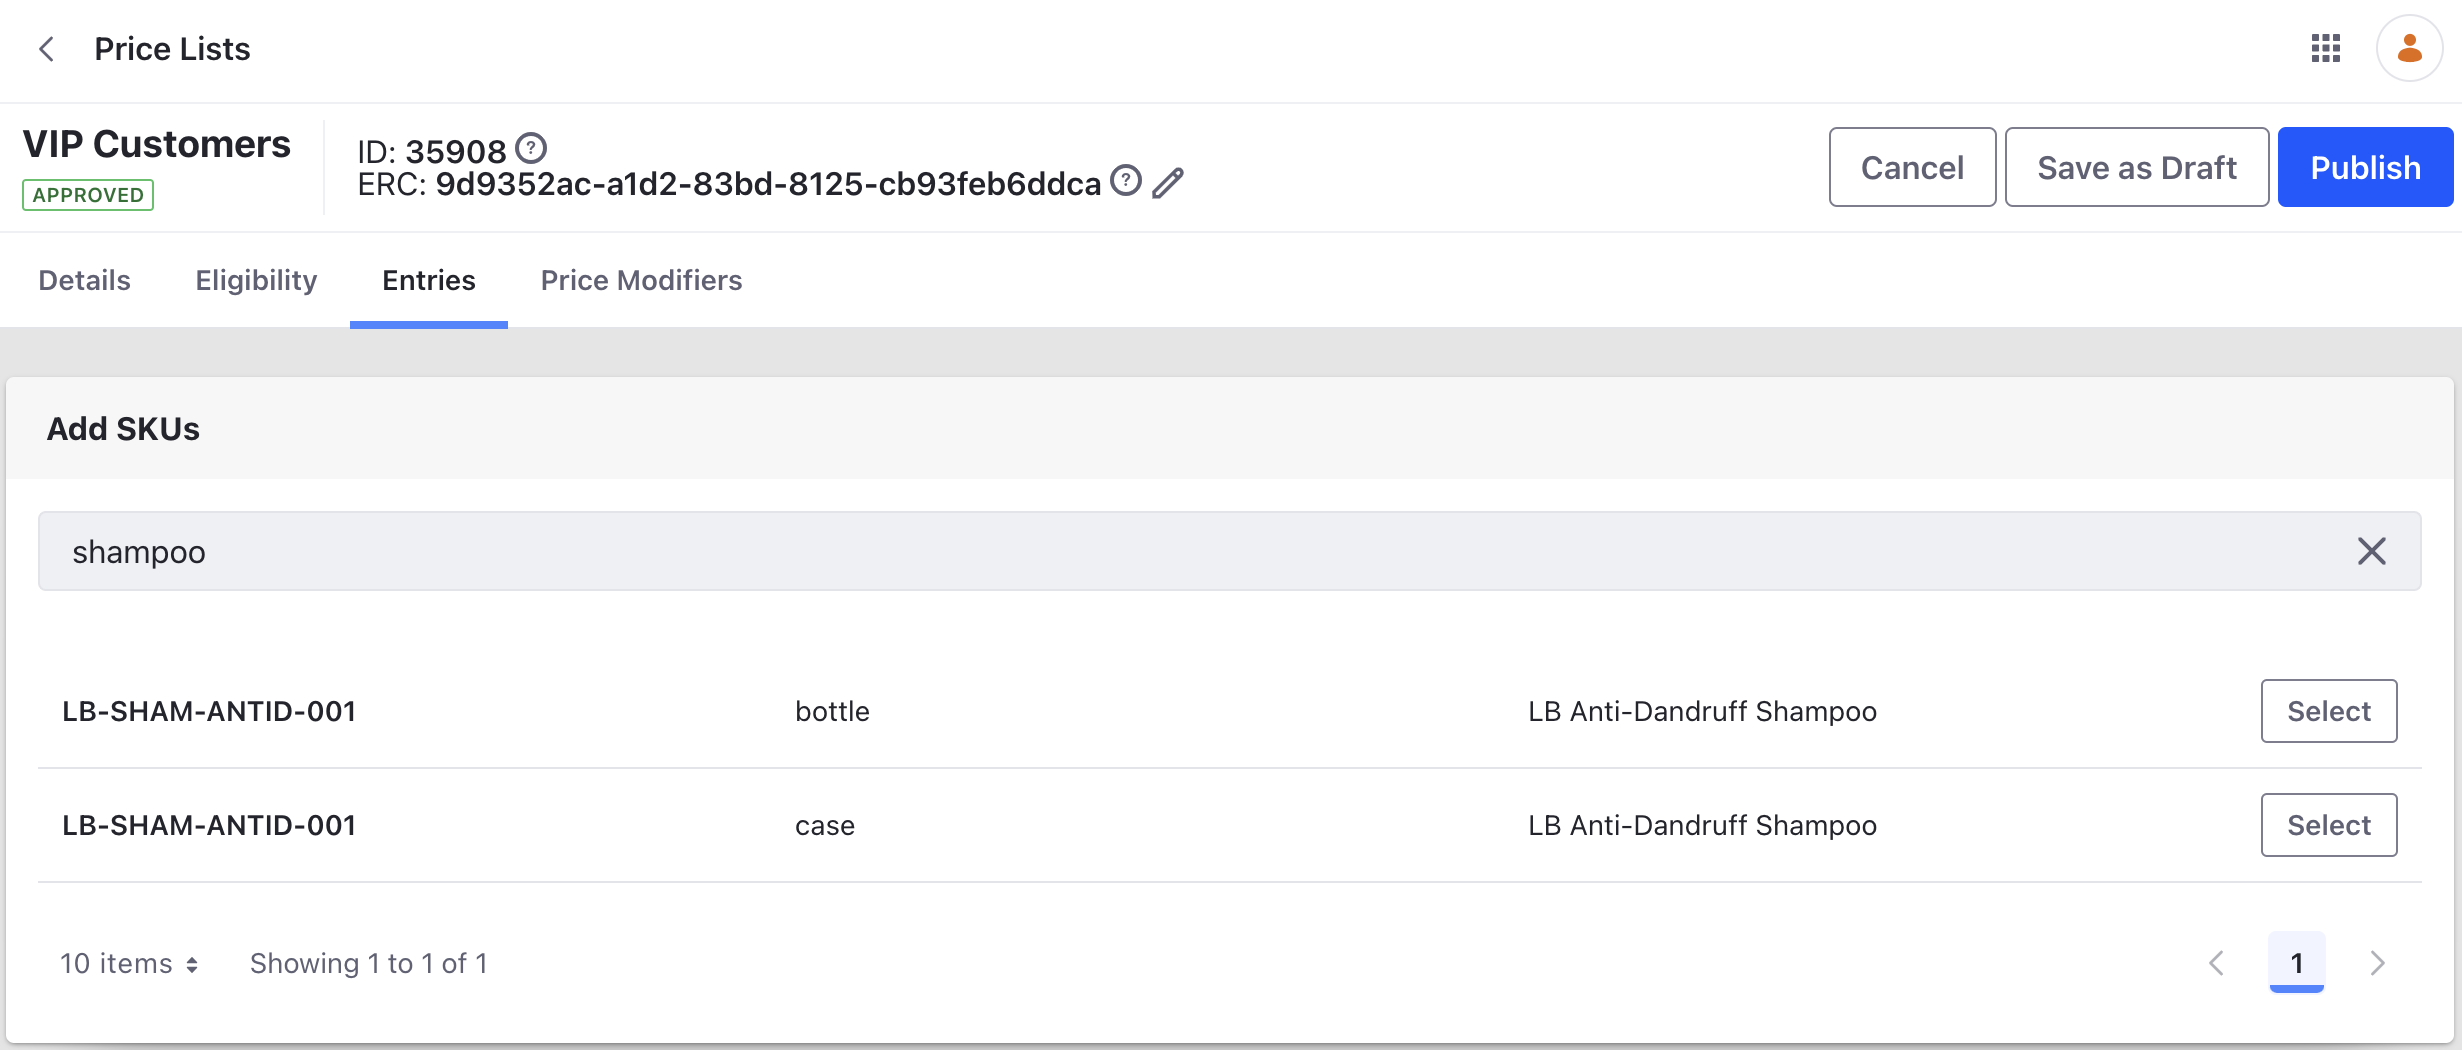 Price Lists
VIP Customers
APPROVED
ID: 35908
ERC: 9d9352ac-a1d2-83bd-8125-cb93feb6ddca
Cancel
Save as Draft
Publish
Details
Eligibility
Entries
Price Modifiers
Add SKUs
shampoo
LB-SHAM-ANTID-001 bottle LB Anti-Dandruff Shampoo Select
LB-SHAM-ANTID-001 case LB Anti-Dandruff Shampoo Select
10 items Showing 1 to 1 of 1 1